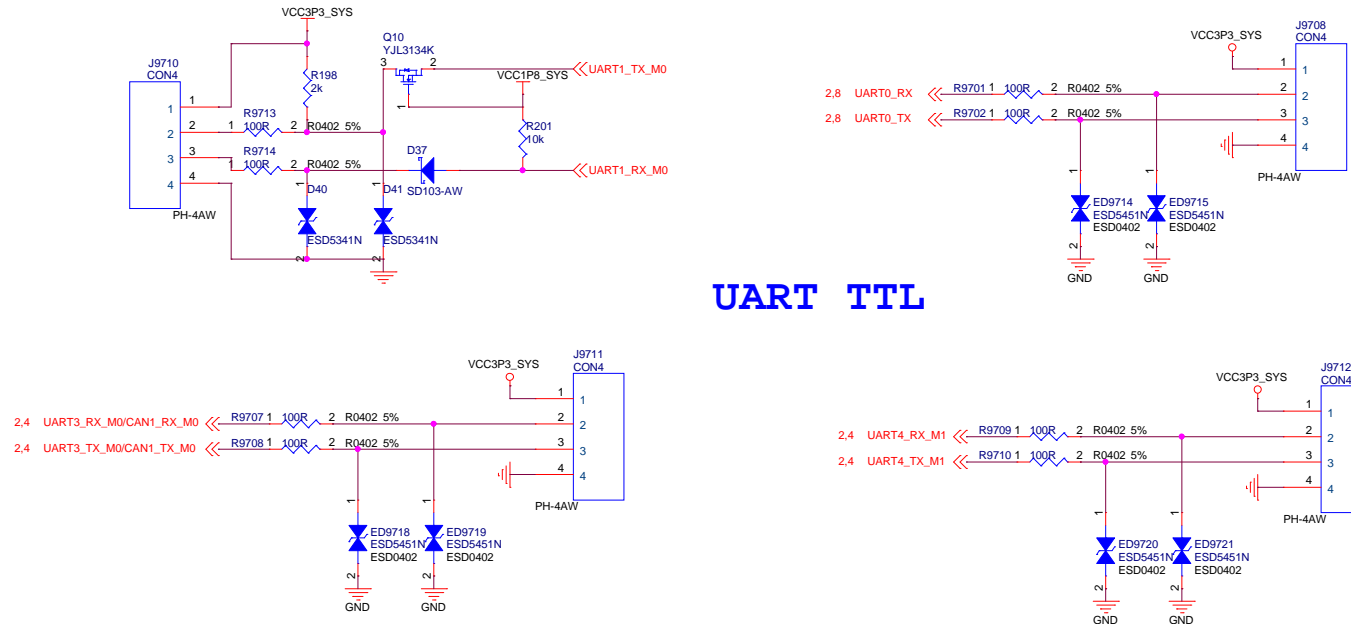 VCC3P3_SYS
J9710
CON4
1
2
3
4
PH-4AW
1
2
3
4
R198
2k
R9713
1 100R 2 R0402 5%
R9714
1 100R 2 R0402 5%
Q10
YJL3134K
3 2
1
UART1_TX_M0
VCC1P8_SYS
R201
10k
D37
SD103-AW
UART1_RX_M0
1 D40
ESD5341N
2
1 D41
ESD5341N
2
J9708
CON4
VCC3P3_SYS
1 1
2,8 UART0_RX R9701 1 100R 2 R0402 5% 2 2
2,8 UART0_TX R9702 1 100R 2 R0402 5% 3 3
4 4
PH-4AW
1 ED9714
ESD5451N
ESD0402
2
GND
1 ED9715
ESD5451N
ESD0402
2
GND
UART TTL
J9711
CON4
VCC3P3_SYS
1 1
2,4 UART3_RX_M0/CAN1_RX_M0 R9707 1 100R 2 R0402 5% 2 2
2,4 UART3_TX_M0/CAN1_TX_M0 R9708 1 100R 2 R0402 5% 3 3
4 4
PH-4AW
1 ED9718
ESD5451N
ESD0402
2
GND
1 ED9719
ESD5451N
ESD0402
2
GND
J9712
CON4
VCC3P3_SYS
1 1
2,4 UART4_RX_M1 R9709 1 100R 2 R0402 5% 2 2
2,4 UART4_TX_M1 R9710 1 100R 2 R0402 5% 3 3
4 4
PH-4AW
1 ED9720
ESD5451N
ESD0402
2
GND
1 ED9721
ESD5451N
ESD0402
2
GND